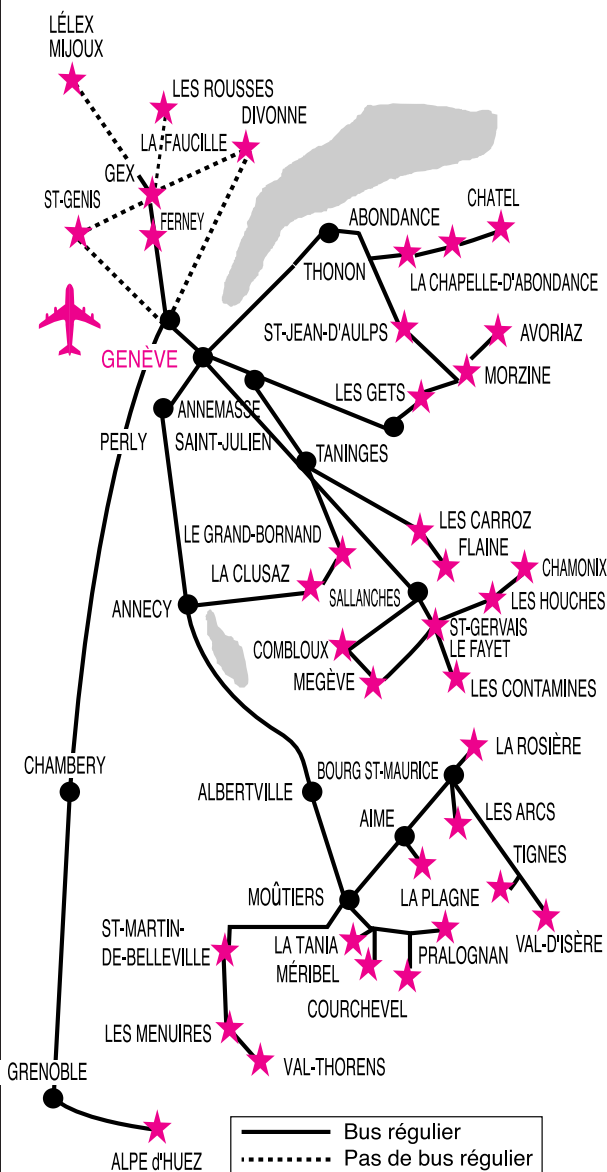 LÉLEX
MIJOUX
LES ROUSSES
DIVONNE
LA FAUCILLE
GEX
ST-GENIS
FERNEY
ABONDANCE
CHATEL
THONON
LA CHAPELLE-D'ABONDANCE
ST-JEAN-D'AULPS
AVORIAZ
GENÈVE
MORZINE
LES GETS
ANNEMASSE
PERLY
SAINT-JULIEN
TANINGES
LES CARROZ
LE GRAND-BORNAND
FLAINE
CHAMONIX
LA CLUSAZ
SALLANCHES
LES HOUCHES
ANNECY
ST-GERVAIS
LE FAYET
COMBLOUX
MEGÈVE
LES CONTAMINES
LA ROSIÈRE
CHAMBERY
BOURG ST-MAURICE
ALBERTVILLE
LES ARCS
AIME
TIGNES
MOÛTIERS
LA PLAGNE
ST-MARTIN-
DE-BELLEVILLE
LA TANIA
PRALOGNAN
VAL-D'ISÈRE
MÉRIBEL
COURCHEVEL
LES MENUIRES
VAL-THORENS
GRENOBLE
ALPE d'HUEZ
Bus régulier
Pas de bus régulier